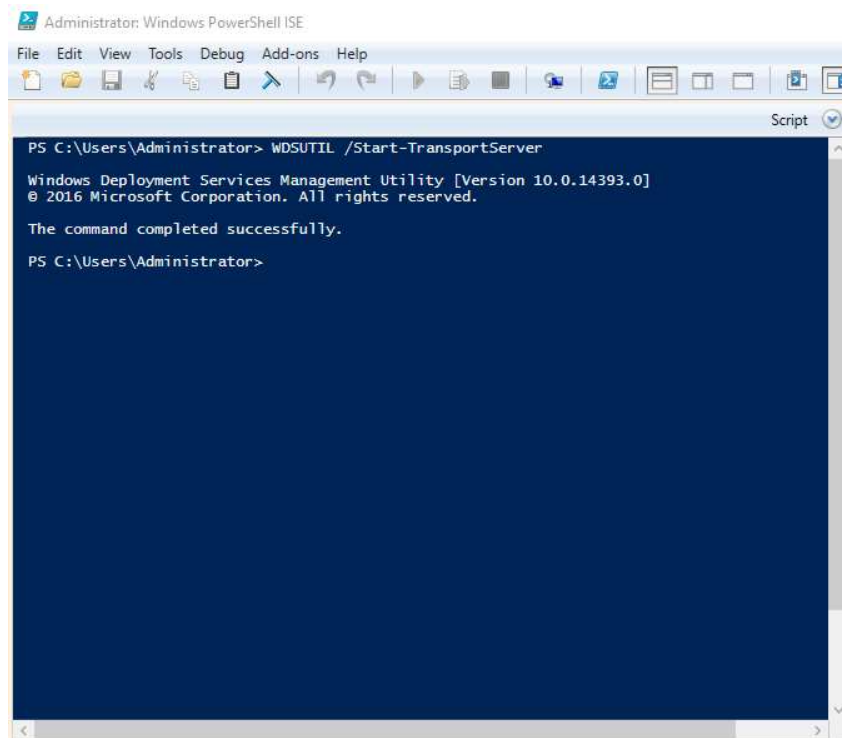 Administrator: Windows PowerShell ISE
File Edit View Tools Debug Add-ons Help
Script
PS C:\Users\Administrator> WDSUTIL /Start-TransportServer
Windows Deployment Services Management Utility [Version 10.0.14393.0]
© 2016 Microsoft Corporation. All rights reserved.
The command completed successfully.
PS C:\Users\Administrator>